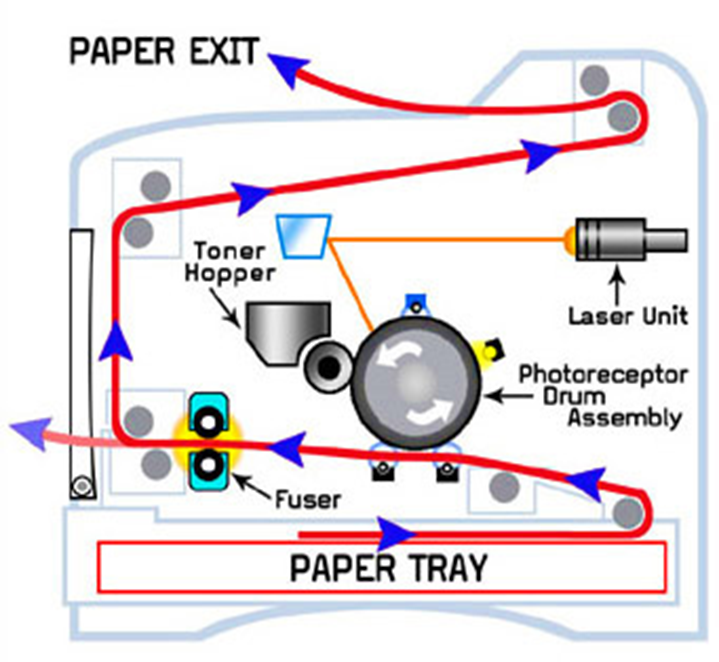 PAPER EXIT
Toner
Hopper
Laser Unit
Photoreceptor
Drum
Assembly
Fuser
PAPER TRAY